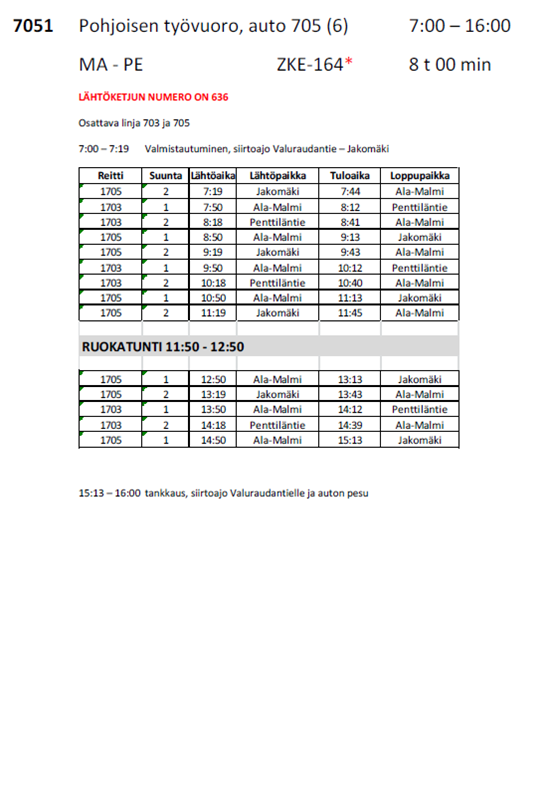 7051 Pohjoisen työvuoro, auto 705 (6) 7:00 – 16:00
MA - PE ZKE-164* 8 t 00 min
LÄHTÖKETJUN NUMERO ON 636
Osattava linja 703 ja 705
7:00 – 7:19 Valmistautuminen, siirtoajo Valuraudantie – Jakomäki
Reitti Suunta Lähtöaika Lähtöpaikka Tuloaika Loppupaikka
1705 2 7:19 Jakomäki 7:44 Ala-Malmi
1703 1 7:50 Ala-Malmi 8:12 Penttiläntie
1703 2 8:18 Penttiläntie 8:41 Ala-Malmi
1705 1 8:50 Ala-Malmi 9:13 Jakomäki
1705 2 9:19 Jakomäki 9:43 Ala-Malmi
1703 1 9:50 Ala-Malmi 10:12 Penttiläntie
1703 2 10:18 Penttiläntie 10:40 Ala-Malmi
1705 1 10:50 Ala-Malmi 11:13 Jakomäki
1705 2 11:19 Jakomäki 11:45 Ala-Malmi
RUOKATUNTI 11:50 - 12:50
1705 1 12:50 Ala-Malmi 13:13 Jakomäki
1705 2 13:19 Jakomäki 13:43 Ala-Malmi
1703 1 13:50 Ala-Malmi 14:12 Penttiläntie
1703 2 14:18 Penttiläntie 14:39 Ala-Malmi
1705 1 14:50 Ala-Malmi 15:13 Jakomäki
15:13 – 16:00 tankkaus, siirtoajo Valuraudantielle ja auton pesu